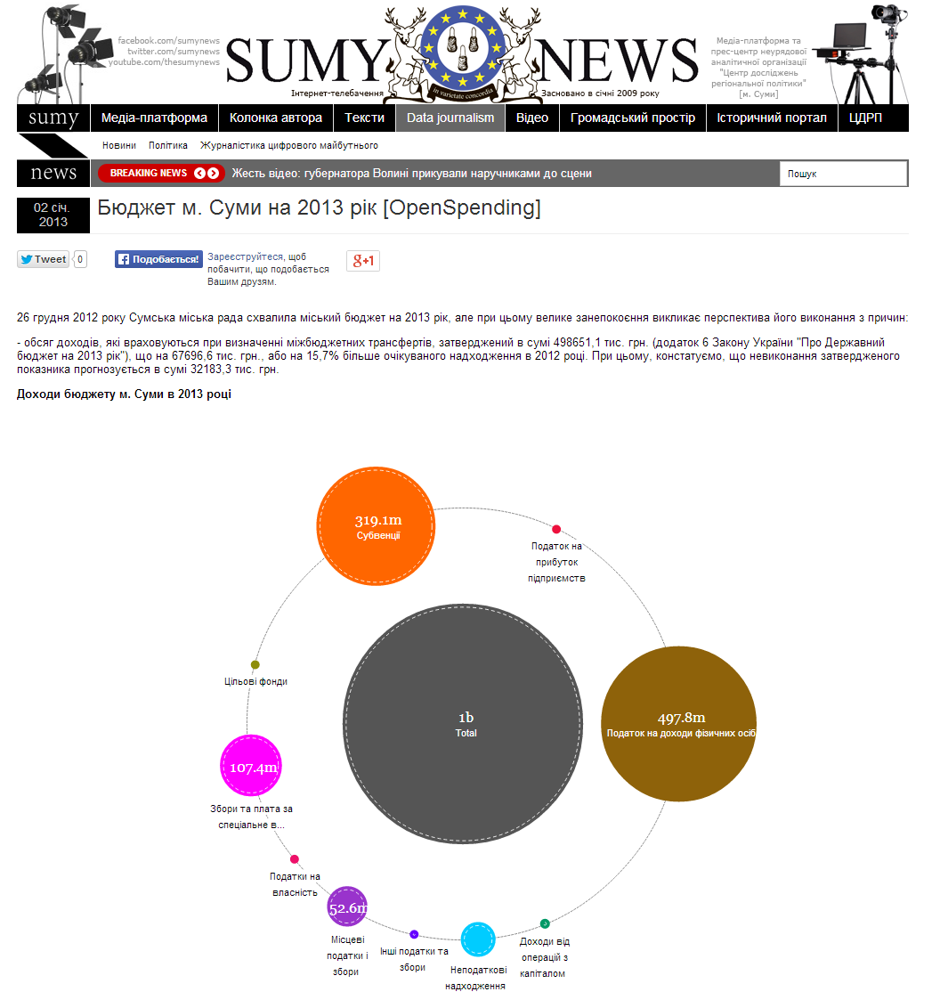 facebook.com/sumynews
twitter.com/sumynews
youtube.com/thesumynews
SUMY NEWS
Інтернет-телебачення
in varietate concordia
Засновано в січні 2009 року
Медіа-платформа та
прес-центр неурядової
аналітичної організації
"Центр досліджень
регіональної політики"
[м. Суми]
sumy
Медіа-платформа
Колонка автора
Тексти
Data journalism
Відео
Громадський простір
Історичний портал
ЦДРП
Новини
Політика
Журналістика цифрового майбутнього
news
BREAKING NEWS
Жесть відео: губернатора Волині прикували наручниками до сцени
Пошук
02 січ.
2013
Бюджет м. Суми на 2013 рік [OpenSpending]
Tweet
0
Подобається!
Зареєструйтеся, щоб
побачити, що подобається
Вашим друзям.
g+1
26 грудня 2012 року Сумська міська рада схвалила міський бюджет на 2013 рік, але при цьому велике занепокоєння викликає перспектива його виконання з причин:
- обсяг доходів, які враховуються при визначенні міжбюджетних трансфертів, затверджений в сумі 498651,1 тис. грн. (додаток 6 Закону України "Про Державний
бюджет на 2013 рік"), що на 67696,6 тис. грн., або на 15,7% більше очікуваного надходження в 2012 році. При цьому, констатуємо, що невиконання затвердженого
показника прогнозується в сумі 32183,3 тис. грн.
Доходи бюджету м. Суми в 2013 році
319.1m
Субвенції
Податок на
прибуток
підприємств
Цільові фонди
1b
Total
497.8m
Податок на доходи фізичних осіб
107.4m
Збори та плата за
спеціальне в...
Податки на
власність
52.6m
Місцеві
податки і
збори
Інші податки та
збори
Неподаткові
надходження
Доходи від
операцій з
капіталом